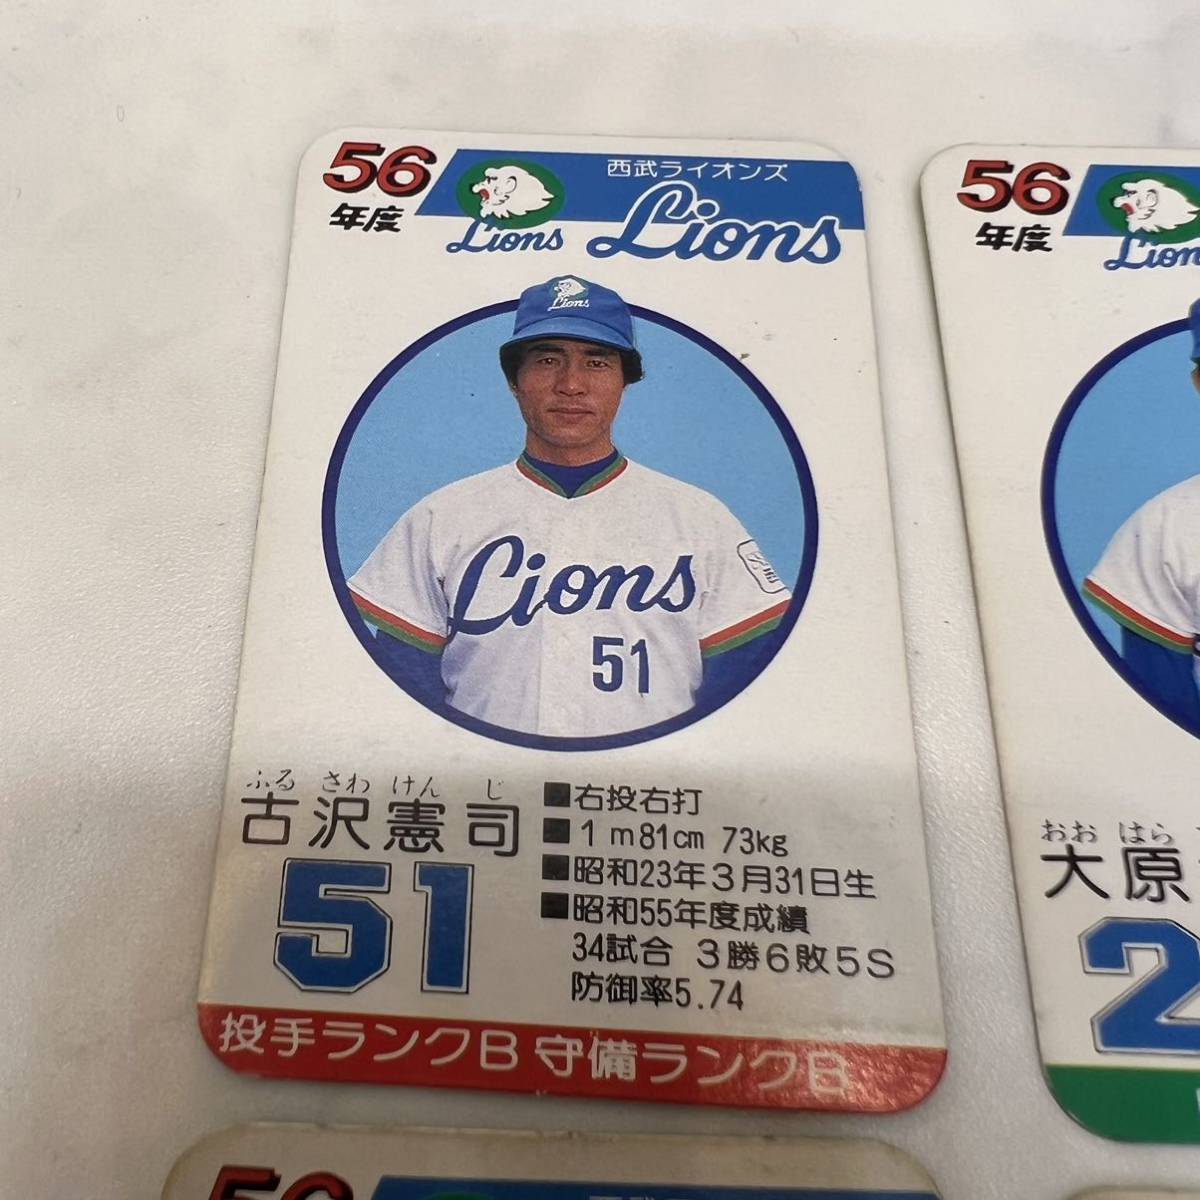 56
年度
西武ライオンズ
Lions
Lions
Lions
Lions
51
ふる さわ けん じ
古沢憲司
51
■右投右打
■1m81cm 73kg
■昭和23年3月31日生
■昭和55年度成績
34試合 3勝6敗5S
防御率5.74
投手ランクB 守備ランクB
56
年度
おお はら
大原
2
56